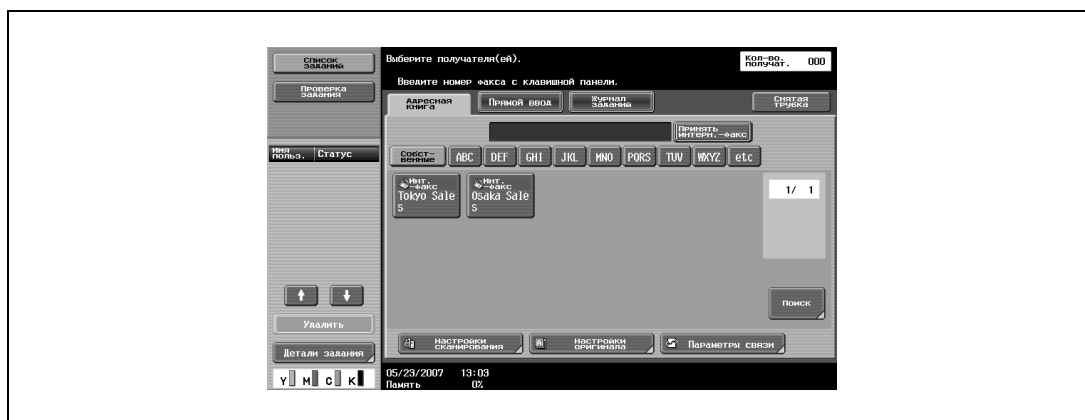 Список
заданий
Проверка
задания
Имя
польз.
Статус
Удалить
Детали задания
Y M C K
Выберите получателя(ей).
Введите номер факса с клавишной панели.
Кол-во.
получат.
000
Адресная
книга
Прямой ввод
Журнал
заданий
Снятая
трубка
Принять
интерн.-факс
Собст-
венные
ABC DEF GHI JKL MNO PQRS TUV WXYZ etc
Инт.
-факс
Tokyo Sale
s
Инт.
-факс
Osaka Sale
s
1/ 1
Поиск
Настройки
сканирования
Настройки
оригинала
Параметры связи
05/23/2007 13:03
Память 0%